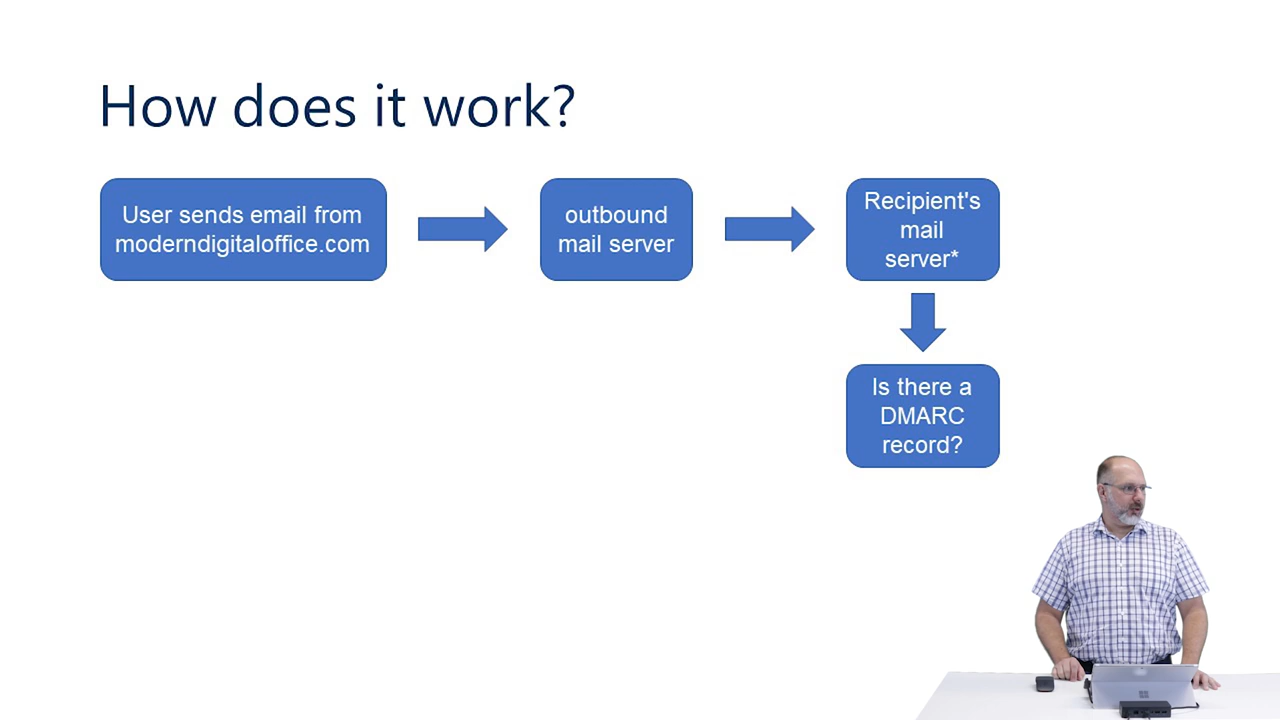 How does it work?
User sends email from
moderndigitaloffice.com
outbound
mail server
Recipient's
mail
server*
Is there a
DMARC
record?